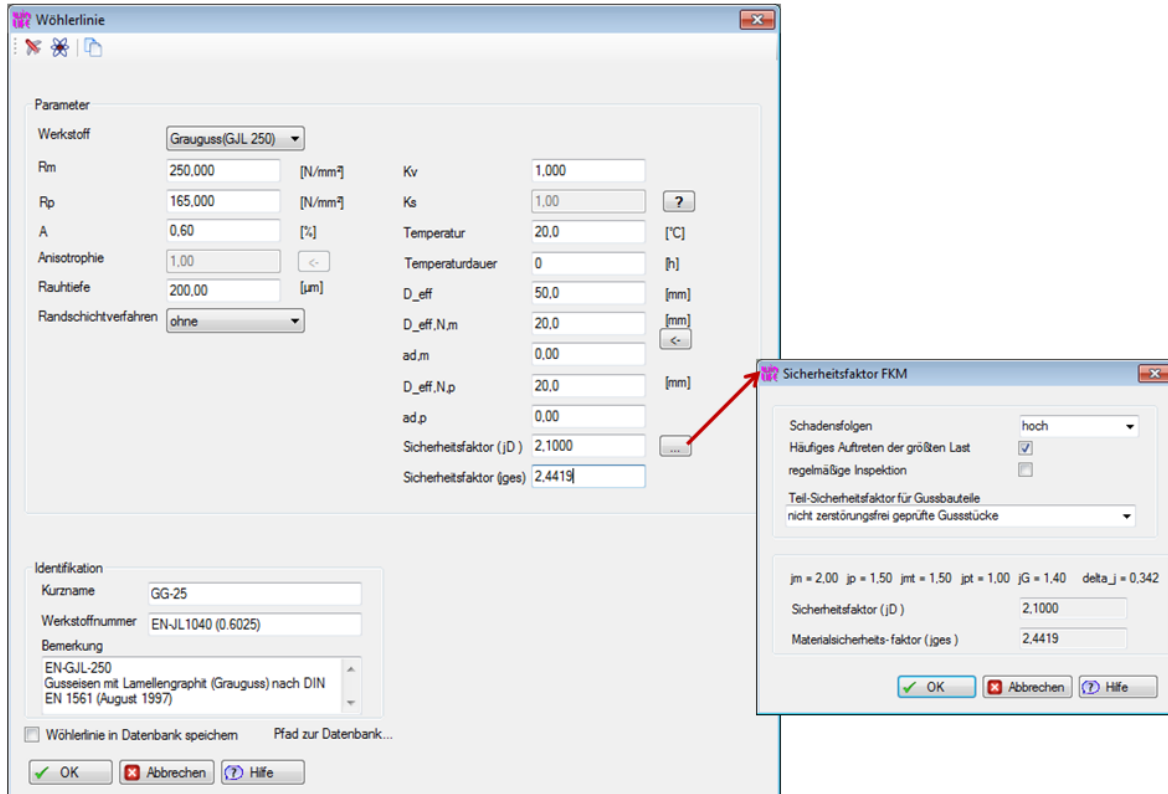 Wöhlerlinie
Parameter
Werkstoff Grauguss(GJL 250)
Rm 250,000 [N/mm²]
Rp 165,000 [N/mm²]
A 0,60 [%]
Anisotrophie 1,00 <-
Rauhtiefe 200,00 [µm]
Randschichtverfahren ohne
Kv 1,000
Ks 1,00 ?
Temperatur 20,0 [°C]
Temperaturdauer 0 [h]
D_eff 50,0 [mm]
D_eff,N,m 20,0 [mm]
<-
ad,m 0,00
D_eff,N,p 20,0 [mm]
ad,p 0,00
Sicherheitsfaktor ( jD ) 2,1000 ...
Sicherheitsfaktor (jges) 2,4419
Identifikation
Kurzname GG-25
Werkstoffnummer EN-JL1040 (0.6025)
Bemerkung
EN-GJL-250
Gusseisen mit Lamellengraphit (Grauguss) nach DIN
EN 1561 (August 1997)
Wöhlerlinie in Datenbank speichern Pfad zur Datenbank...
OK Abbrechen Hilfe
Sicherheitsfaktor FKM
Schadensfolgen hoch
Häufiges Auftreten der größten Last
regelmäßige Inspektion
Teil-Sicherheitsfaktor für Gussbauteile
nicht zerstörungsfrei geprüfte Gussstücke
jm = 2,00 jp = 1,50 jmt = 1,50 jpt = 1,00 jG = 1,40 delta_j = 0,342
Sicherheitsfaktor ( jD ) 2,1000
Materialsicherheits-faktor ( jges ) 2,4419
OK Abbrechen Hilfe